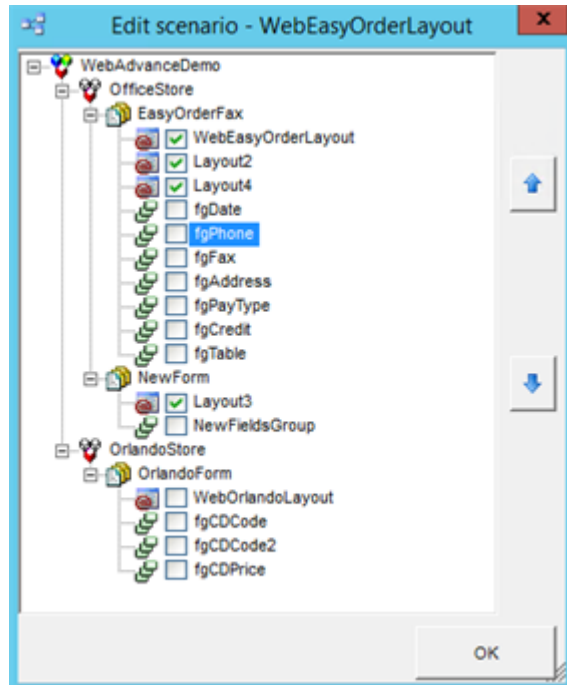 Edit scenario - WebEasyOrderLayout
x
WebAdvanceDemo
OfficeStore
EasyOrderFax
WebEasyOrderLayout
Layout2
Layout4
fgDate
fgPhone
fgFax
fgAddress
fgPayType
fgCredit
fgTable
NewForm
Layout3
NewFieldsGroup
OrlandoStore
OrlandoForm
WebOrlandoLayout
fgCDCode
fgCDCode2
fgCDPrice
OK